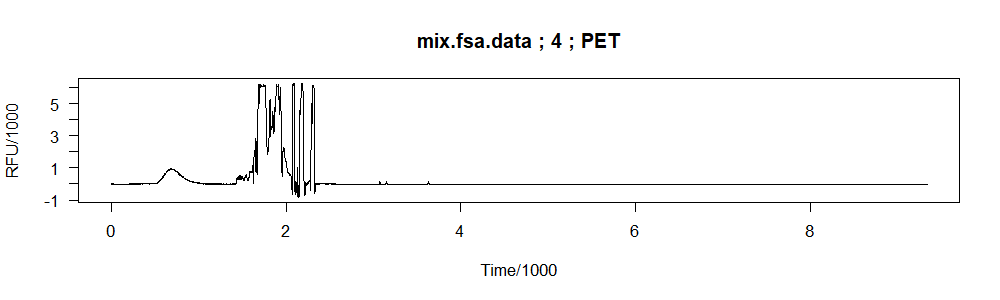 mix.fsa.data ; 4 ; PET
RFU/1000
5
3
1
-1
0 2 4 6 8
Time/1000